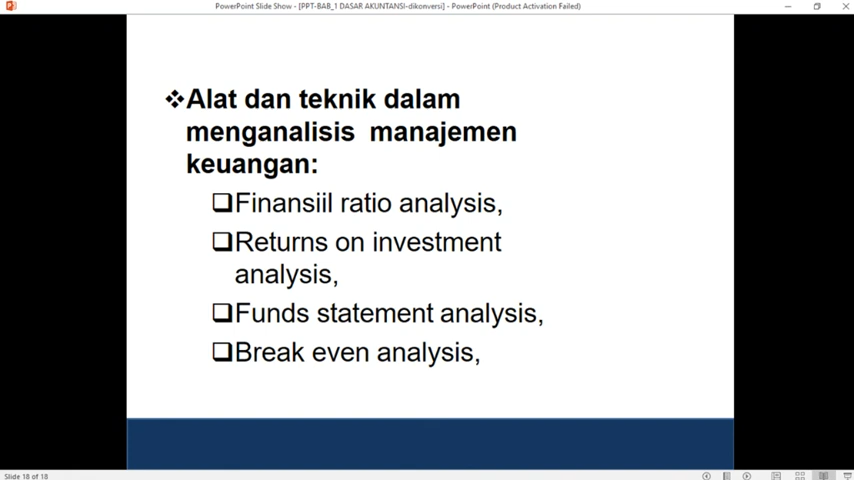 PowerPoint Slide Show - [PPT-BAB_1 DASAR AKUNTANSI-dikonversi] - PowerPoint (Product Activation Failed)
❖Alat dan teknik dalam
menganalisis manajemen
keuangan:
❑Finansiil ratio analysis,
❑Returns on investment
analysis,
❑Funds statement analysis,
❑Break even analysis,
Slide 18 of 18